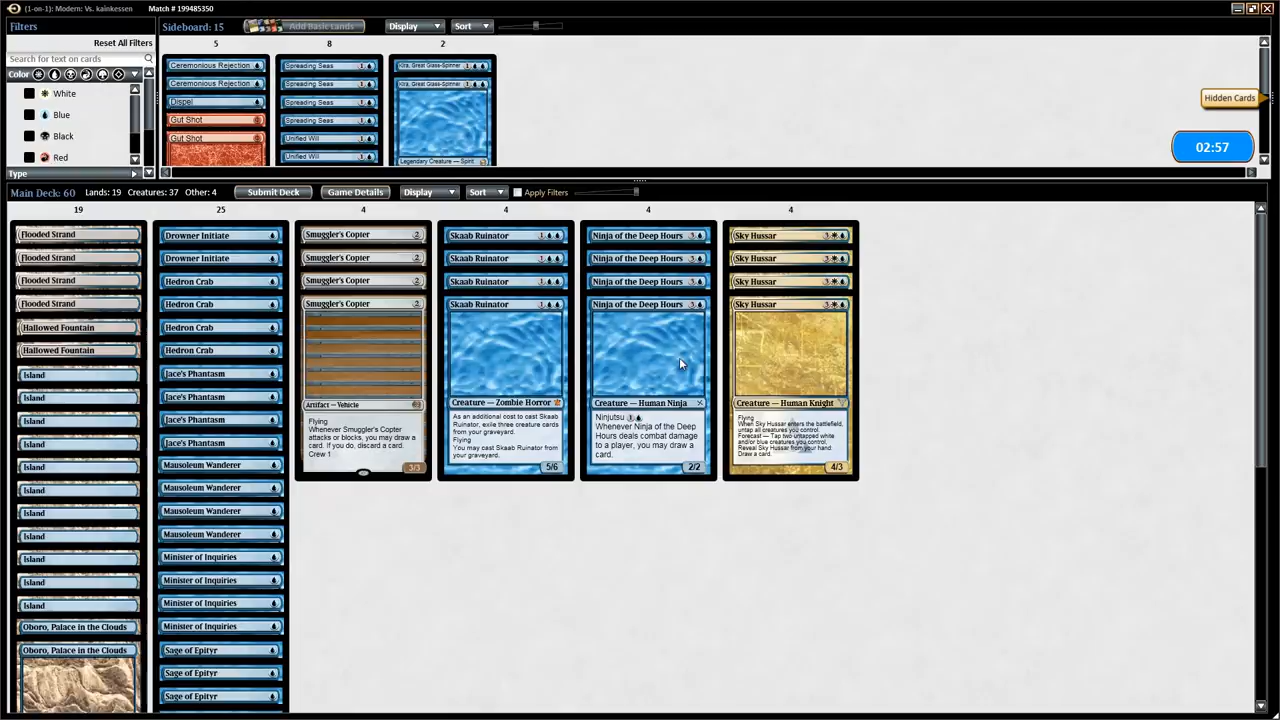 (1-on-1): Modern: Vs. kainkessen Match # 199485350
Filters
Reset All Filters
Search for text on cards
Color
White
Blue
Black
Red
Type
Sideboard: 15
Add Basic Lands
Display
Sort
5
8
2
Ceremonious Rejection
Ceremonious Rejection
Dispel
Gut Shot
Gut Shot
Spreading Seas
Spreading Seas
Spreading Seas
Spreading Seas
Unified Will
Unified Will
Kira, Great Glass-Spinner
Kira, Great Glass-Spinner
Legendary Creature — Spirit
Hidden Cards
02:57
Main Deck: 60 Lands: 19 Creatures: 37 Other: 4
Submit Deck
Game Details
Display
Sort
Apply Filters
19
25
4
4
4
4
Flooded Strand
Flooded Strand
Flooded Strand
Flooded Strand
Hallowed Fountain
Hallowed Fountain
Island
Island
Island
Island
Island
Island
Island
Island
Island
Island
Island
Oboro, Palace in the Clouds
Oboro, Palace in the Clouds
Drowner Initiate
Drowner Initiate
Hedron Crab
Hedron Crab
Hedron Crab
Hedron Crab
Jace's Phantasm
Jace's Phantasm
Jace's Phantasm
Jace's Phantasm
Mausoleum Wanderer
Mausoleum Wanderer
Mausoleum Wanderer
Mausoleum Wanderer
Minister of Inquiries
Minister of Inquiries
Minister of Inquiries
Minister of Inquiries
Sage of Epityr
Sage of Epityr
Sage of Epityr
Smuggler's Copter 2
Smuggler's Copter 2
Smuggler's Copter 2
Smuggler's Copter 2
Artifact — Vehicle
Flying
Whenever Smuggler's Copter
attacks or blocks, you may draw a
card. If you do, discard a card.
Crew 1
3/3
Skaab Ruinator 1
Skaab Ruinator 1
Skaab Ruinator 1
Skaab Ruinator 1
Creature — Zombie Horror
As an additional cost to cast Skaab
Ruinator, exile three creature cards
from your graveyard.
Flying
You may cast Skaab Ruinator from
your graveyard.
5/6
Ninja of the Deep Hours 3
Ninja of the Deep Hours 3
Ninja of the Deep Hours 3
Ninja of the Deep Hours 3
Creature — Human Ninja
Ninjutsu 1
Whenever Ninja of the Deep
Hours deals combat damage
to a player, you may draw a
card.
2/2
Sky Hussar 3
Sky Hussar 3
Sky Hussar 3
Sky Hussar 3
Creature — Human Knight
Flying
When Sky Hussar enters the battlefield,
untap all creatures you control.
Forecast — Tap two untapped white
and/or blue creatures you control,
Reveal Sky Hussar from your hand:
Draw a card.
4/3